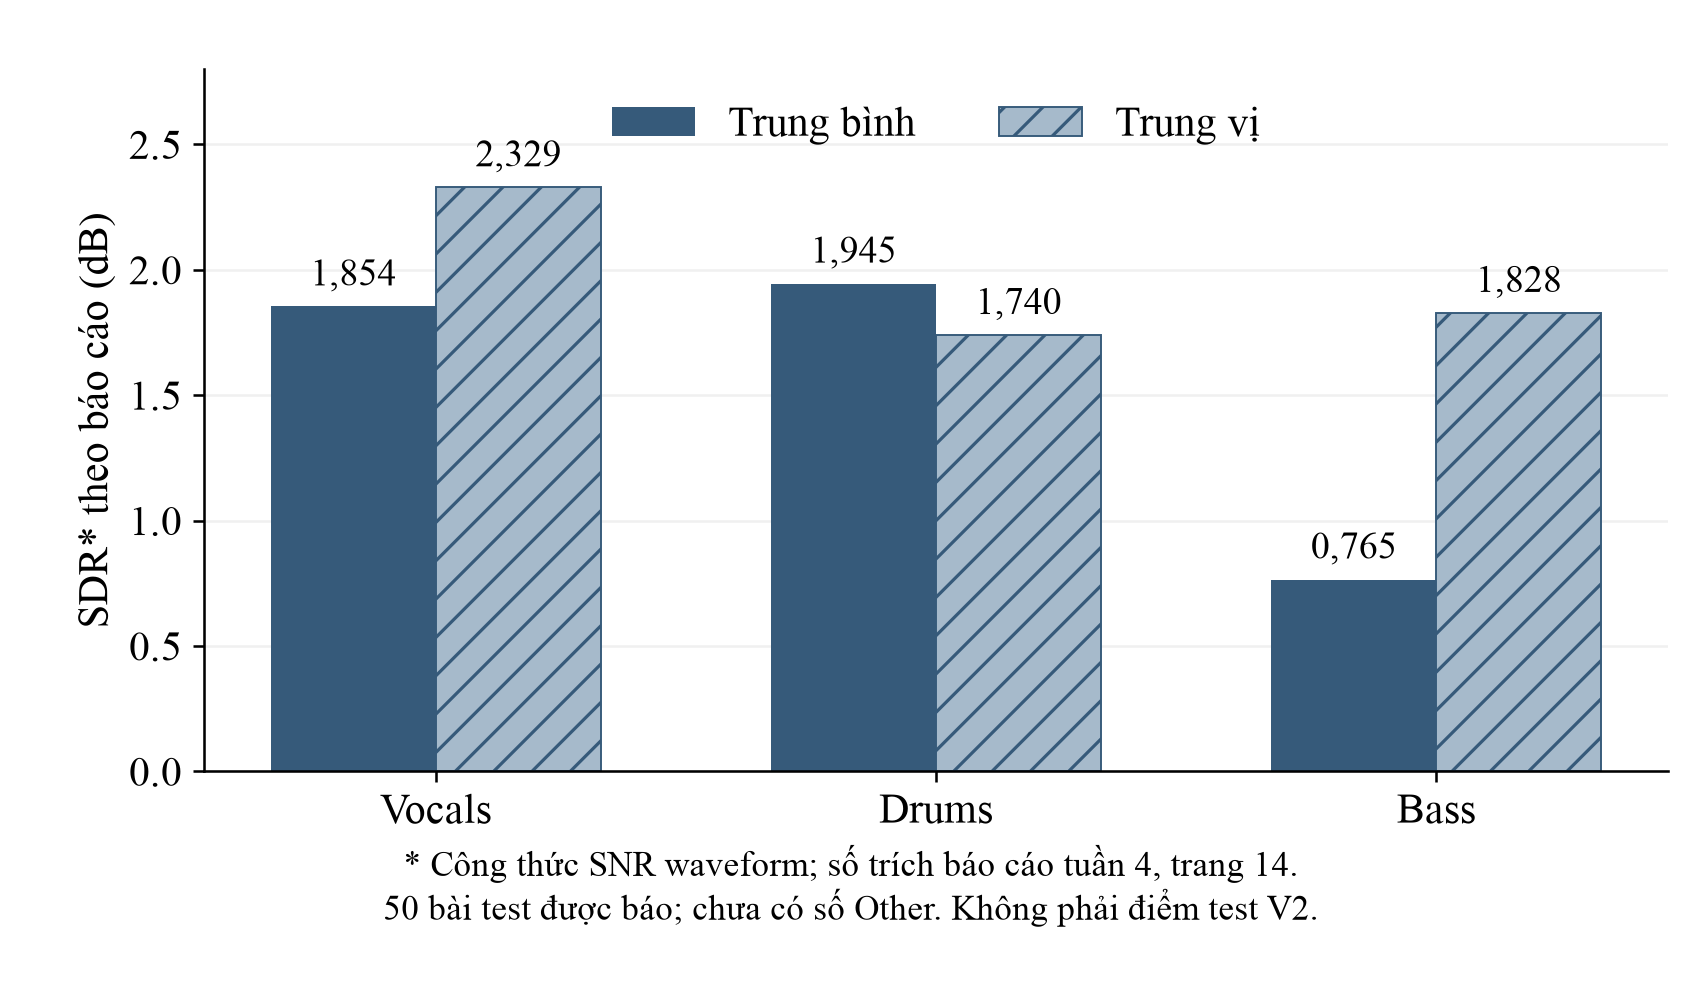 Trung bình
Trung vị
SDR* theo báo cáo (dB)
2.5
2.0
1.5
1.0
0.5
0.0
1,854
2,329
1,945
1,740
0,765
1,828
Vocals
Drums
Bass
* Công thức SNR waveform; số trích báo cáo tuần 4, trang 14.
50 bài test được báo; chưa có số Other. Không phải điểm test V2.